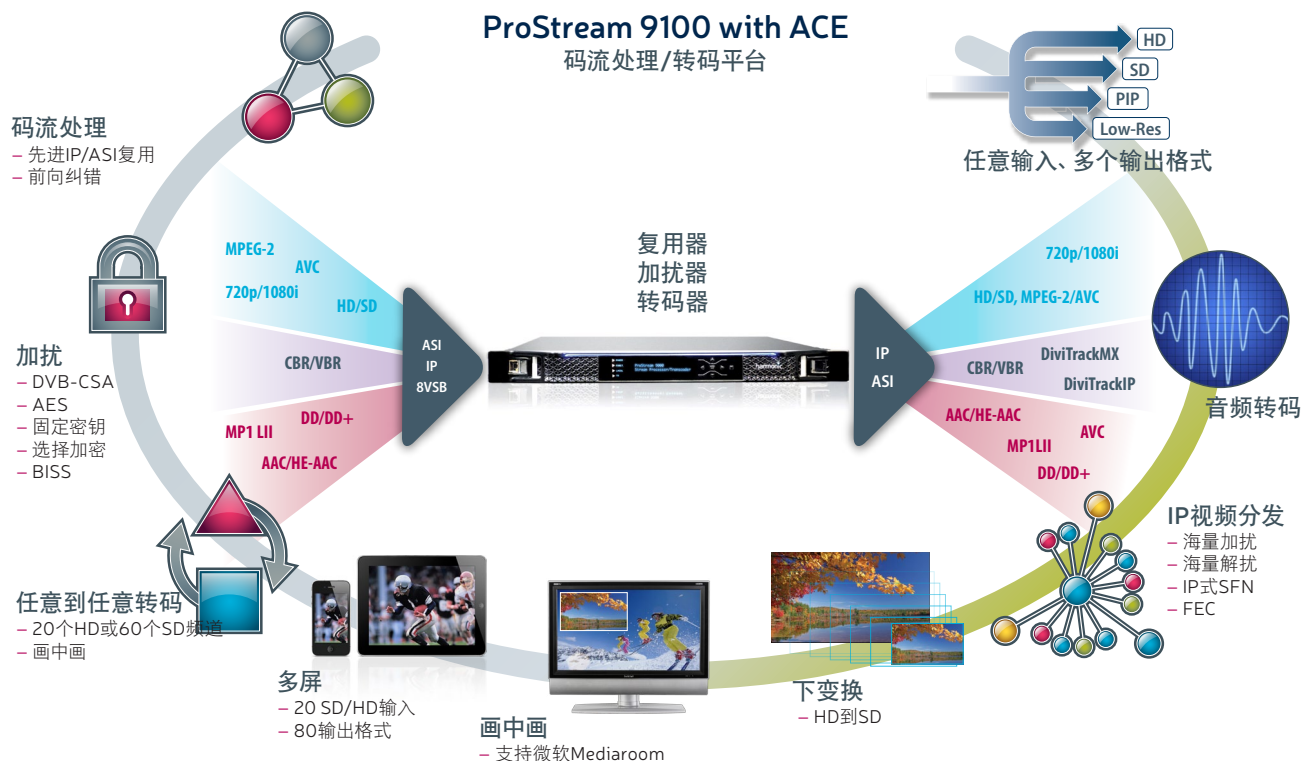 ProStream 9100 with ACE
码流处理/转码平台
HD
SD
PIP
Low-Res
任意输入、多个输出格式
码流处理
– 先进IP/ASI复用
– 前向纠错
MPEG-2
AVC
720p/1080i
HD/SD
CBR/VBR
DD/DD+
MP1 LII
AAC/HE-AAC
ASI
IP
8VSB
复用器
加扰器
转码器
ProStream 9000
Stream Processor/Transcoder
harmonic
IP
ASI
720p/1080i
HD/SD, MPEG-2/AVC
DiviTrackMX
CBR/VBR
DiviTrackIP
AAC/HE-AAC
AVC
MP1LII
DD/DD+
音频转码
加扰
– DVB-CSA
– AES
– 固定密钥
– 选择加密
– BISS
IP视频分发
– 海量加扰
– 海量解扰
– IP式SFN
– FEC
任意到任意转码
– 20个HD或60个SD频道
– 画中画
多屏
– 20 SD/HD输入
– 80输出格式
画中画
– 支持微软Mediaroom
下变换
– HD到SD